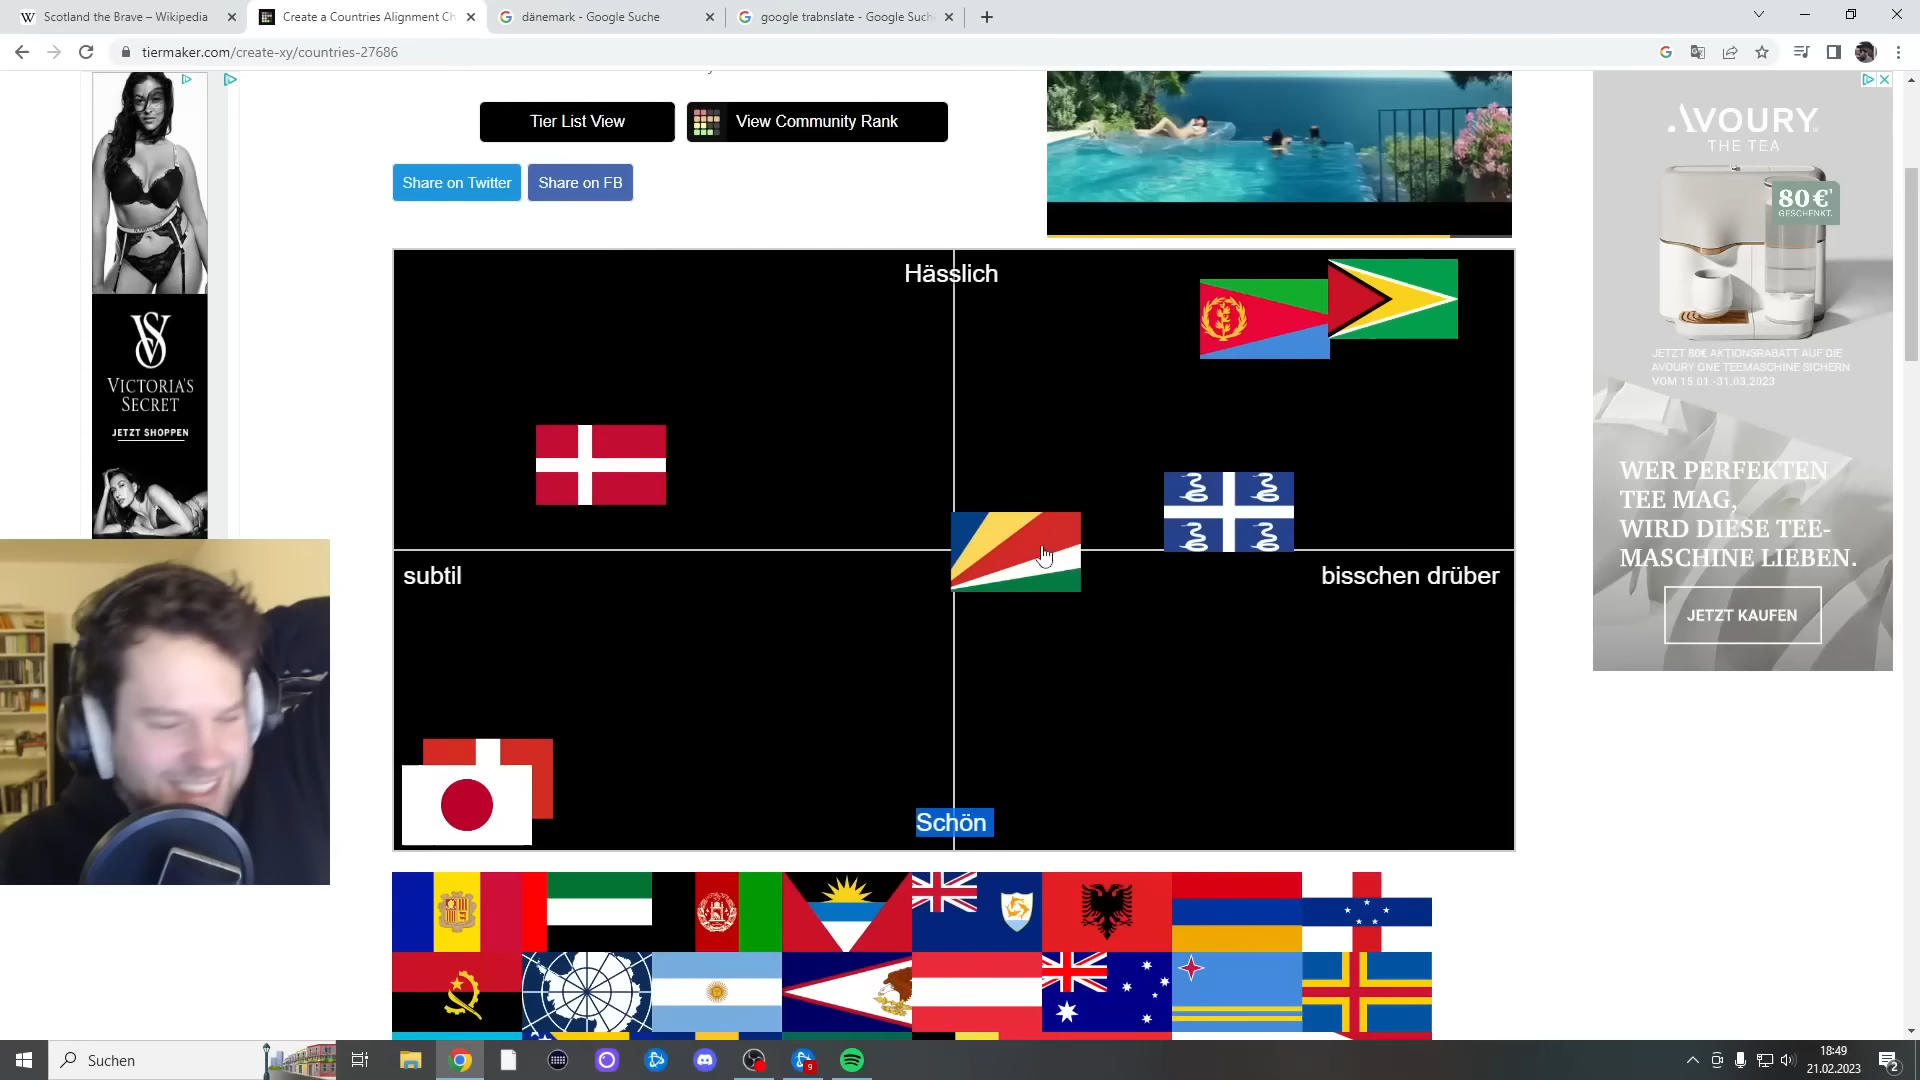 Scotland the Brave – Wikipedia
Create a Countries Alignment Ch
dänemark - Google Suche
google trabnslate - Google Such
tiermaker.com/create-xy/countries-27686
Tier List View
View Community Rank
Share on Twitter
Share on FB
VS
VICTORIA'S
SECRET
JETZT SHOPPEN
AVOURY
THE TEA
80€
GESCHENKT.
JETZT 80€ AKTIONSRABATT AUF DIE
AVOURY ONE TEEMASCHINE SICHERN
VOM 15.01.-31.03.2023
WER PERFEKTEN
TEE MAG,
WIRD DIESE TEE-
MASCHINE LIEBEN.
JETZT KAUFEN
Hässlich
subtil
bisschen drüber
Schön
Suchen
9
18:49
21.02.2023
2